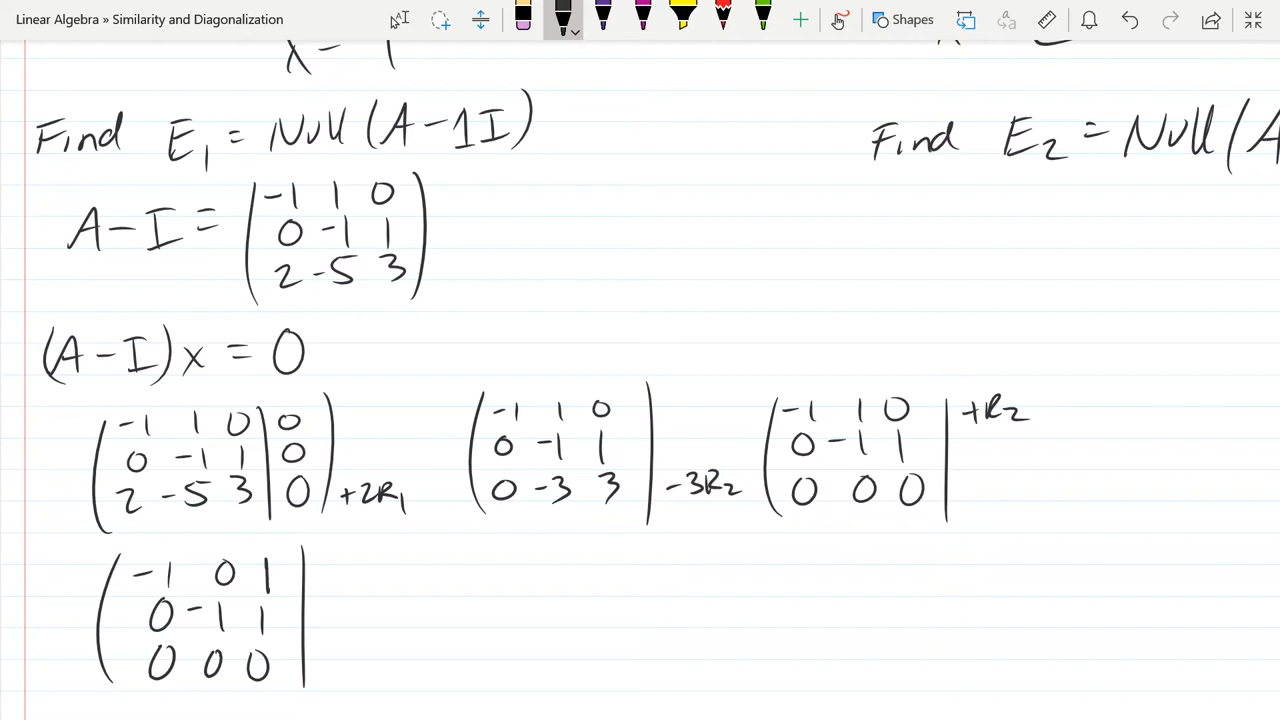 Linear Algebra » Similarity and Diagonalization
Shapes
Find E₁ = Null(A-1I)
Find E₂ = Null(A
A-I = (-1 1 0
0 -1 1
2 -5 3)
(A-I)x = 0
(-1 1 0 | 0
0 -1 1 | 0
2 -5 3 | 0) +2R₁
(-1 1 0 |
0 -1 1 |
0 -3 3 | -3R₂
(-1 1 0 | +R₂
0 -1 1 |
0 0 0 |
(-1 0 1 |
0 -1 1 |
0 0 0 |